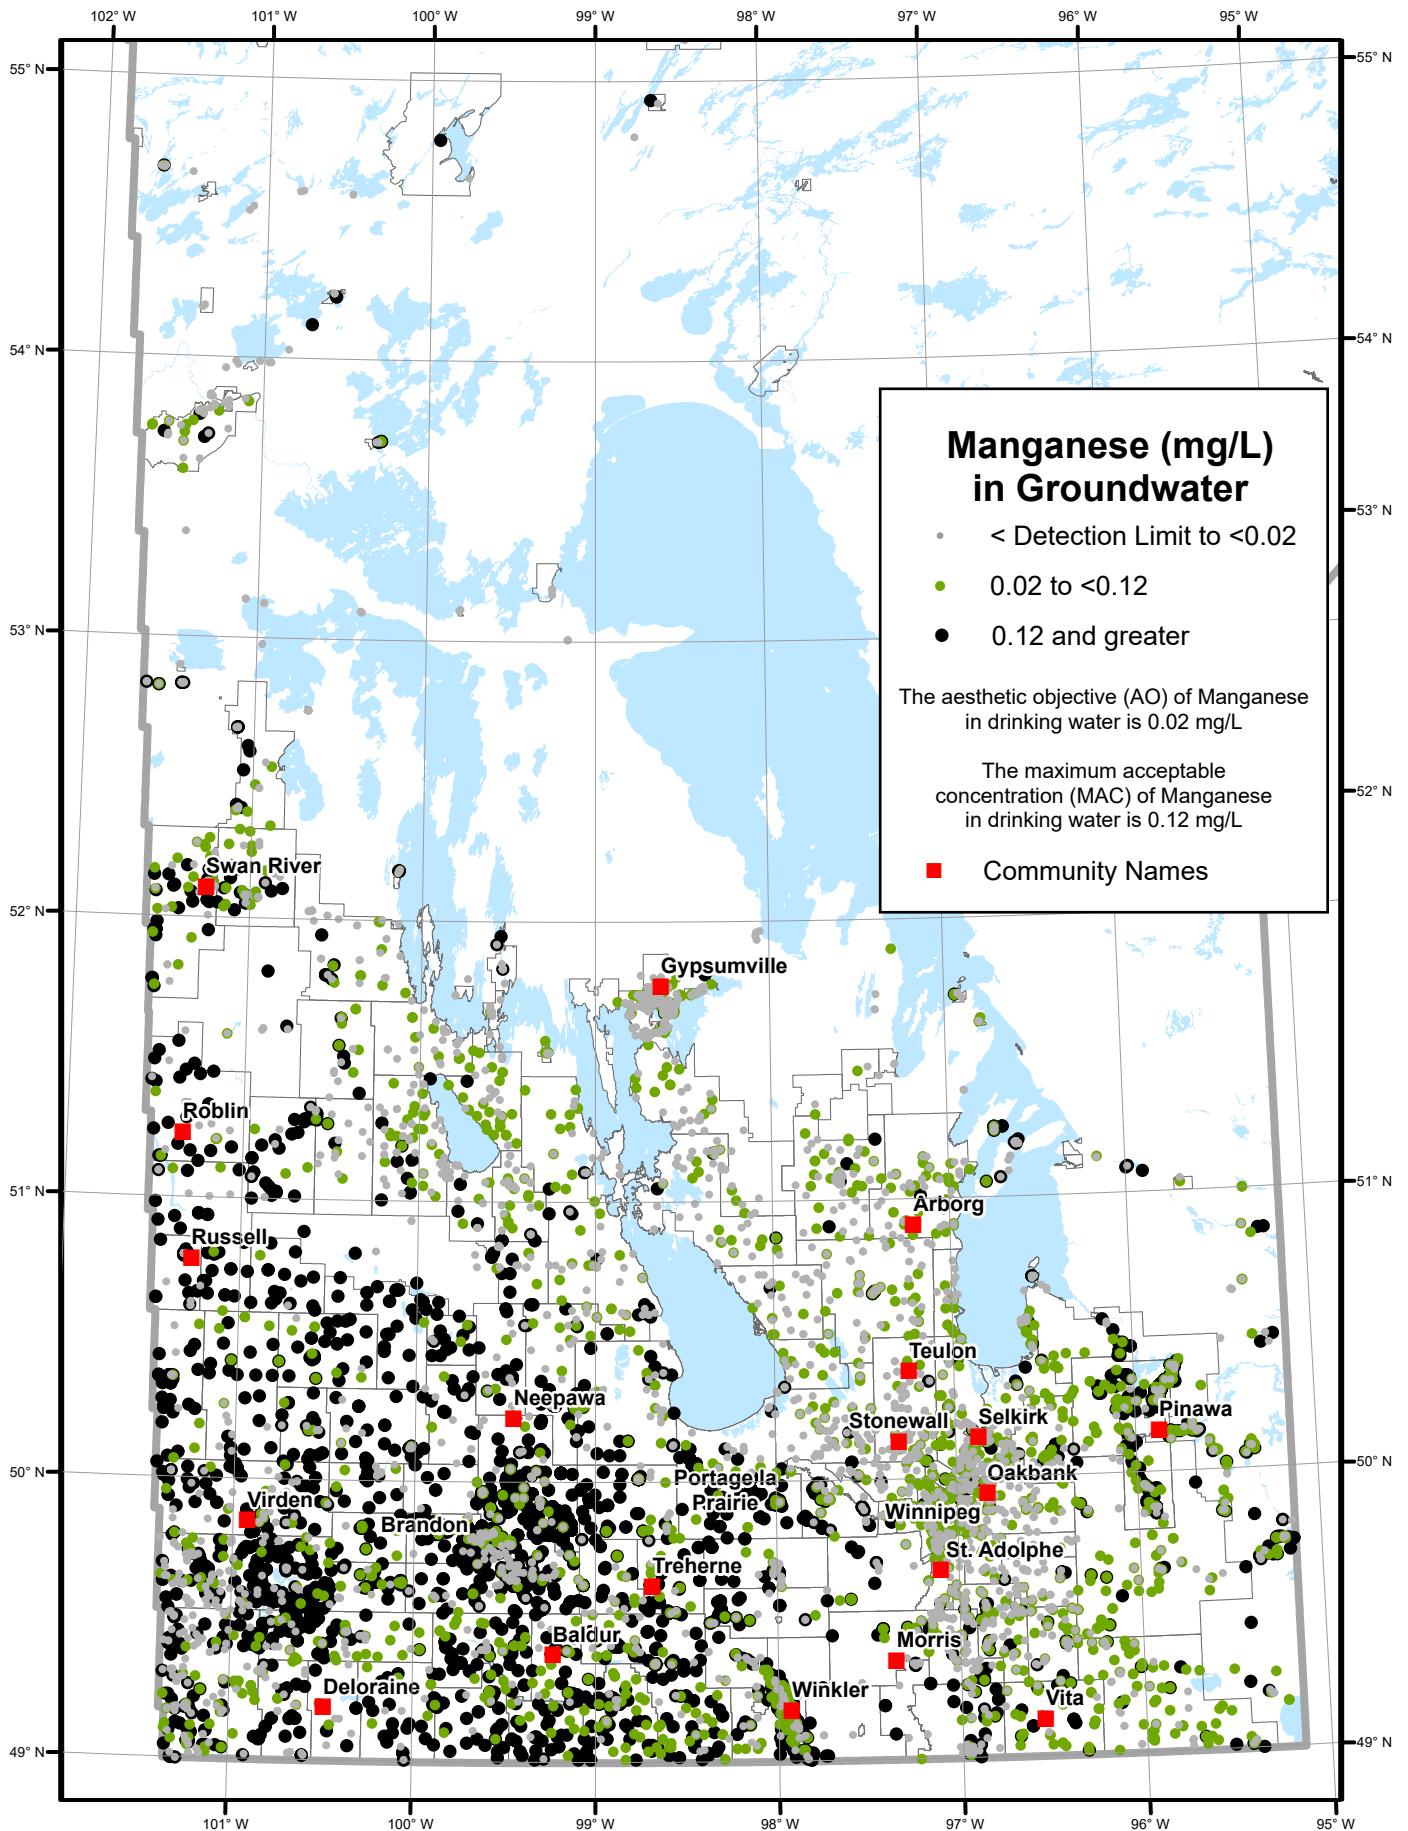 102° W 101° W 100° W 99° W 98° W 97° W 96° W 95° W
55° N
55° N
54° N
54° N
53° N
53° N
52° N
52° N
51° N
51° N
50° N
50° N
49° N
49° N
Manganese (mg/L)
in Groundwater
< Detection Limit to <0.02
0.02 to <0.12
0.12 and greater
The aesthetic objective (AO) of Manganese
in drinking water is 0.02 mg/L
The maximum acceptable
concentration (MAC) of Manganese
in drinking water is 0.12 mg/L
Community Names
Swan River
Gypsumville
Roblin
Arborg
Russell
Teulon
Neepawa
Pinawa
Stonewall
Selkirk
Portage la
Prairie
Oakbank
Virden
Winnipeg
Brandon
St. Adolphe
Treherne
Baldur
Morris
Deloraine
Winkler
Vita
101° W 100° W 99° W 98° W 97° W 96° W 95° W